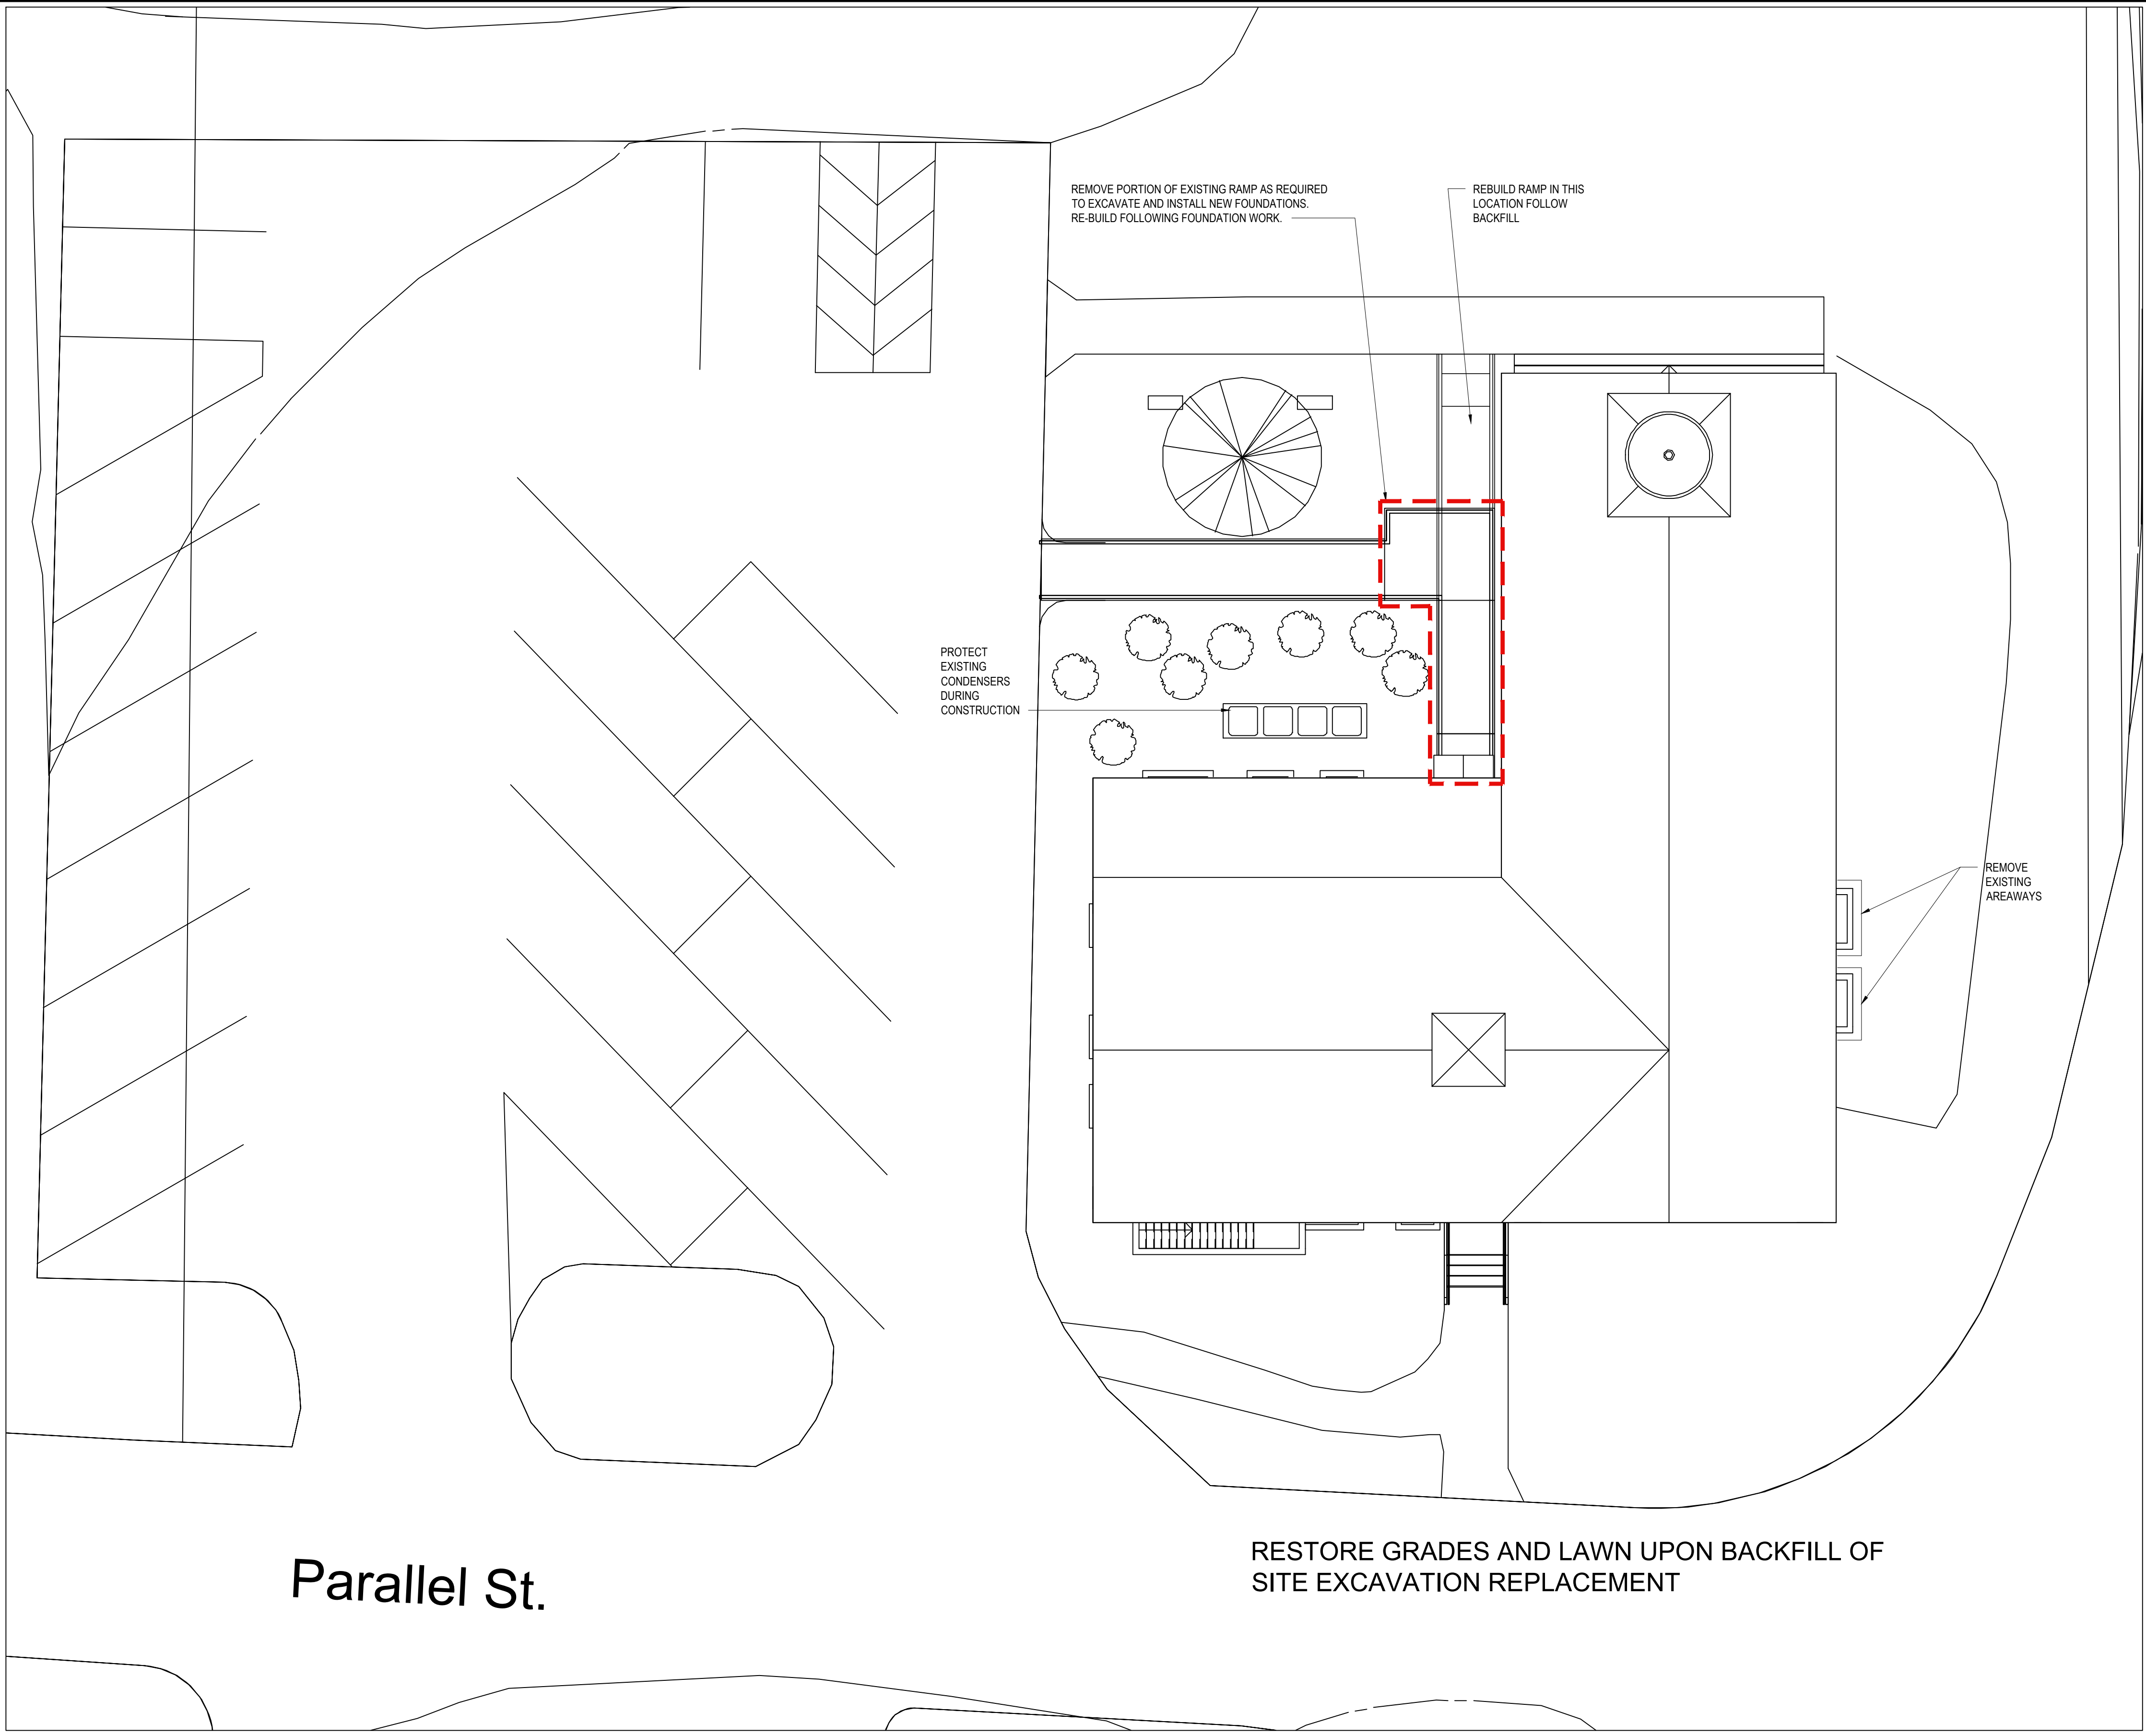 REMOVE PORTION OF EXISTING RAMP AS REQUIRED
TO EXCAVATE AND INSTALL NEW FOUNDATIONS.
RE-BUILD FOLLOWING FOUNDATION WORK.
REBUILD RAMP IN THIS
LOCATION FOLLOW
BACKFILL
PROTECT
EXISTING
CONDENSERS
DURING
CONSTRUCTION
REMOVE
EXISTING
AREAWAYS
RESTORE GRADES AND LAWN UPON BACKFILL OF
SITE EXCAVATION REPLACEMENT
Parallel St.